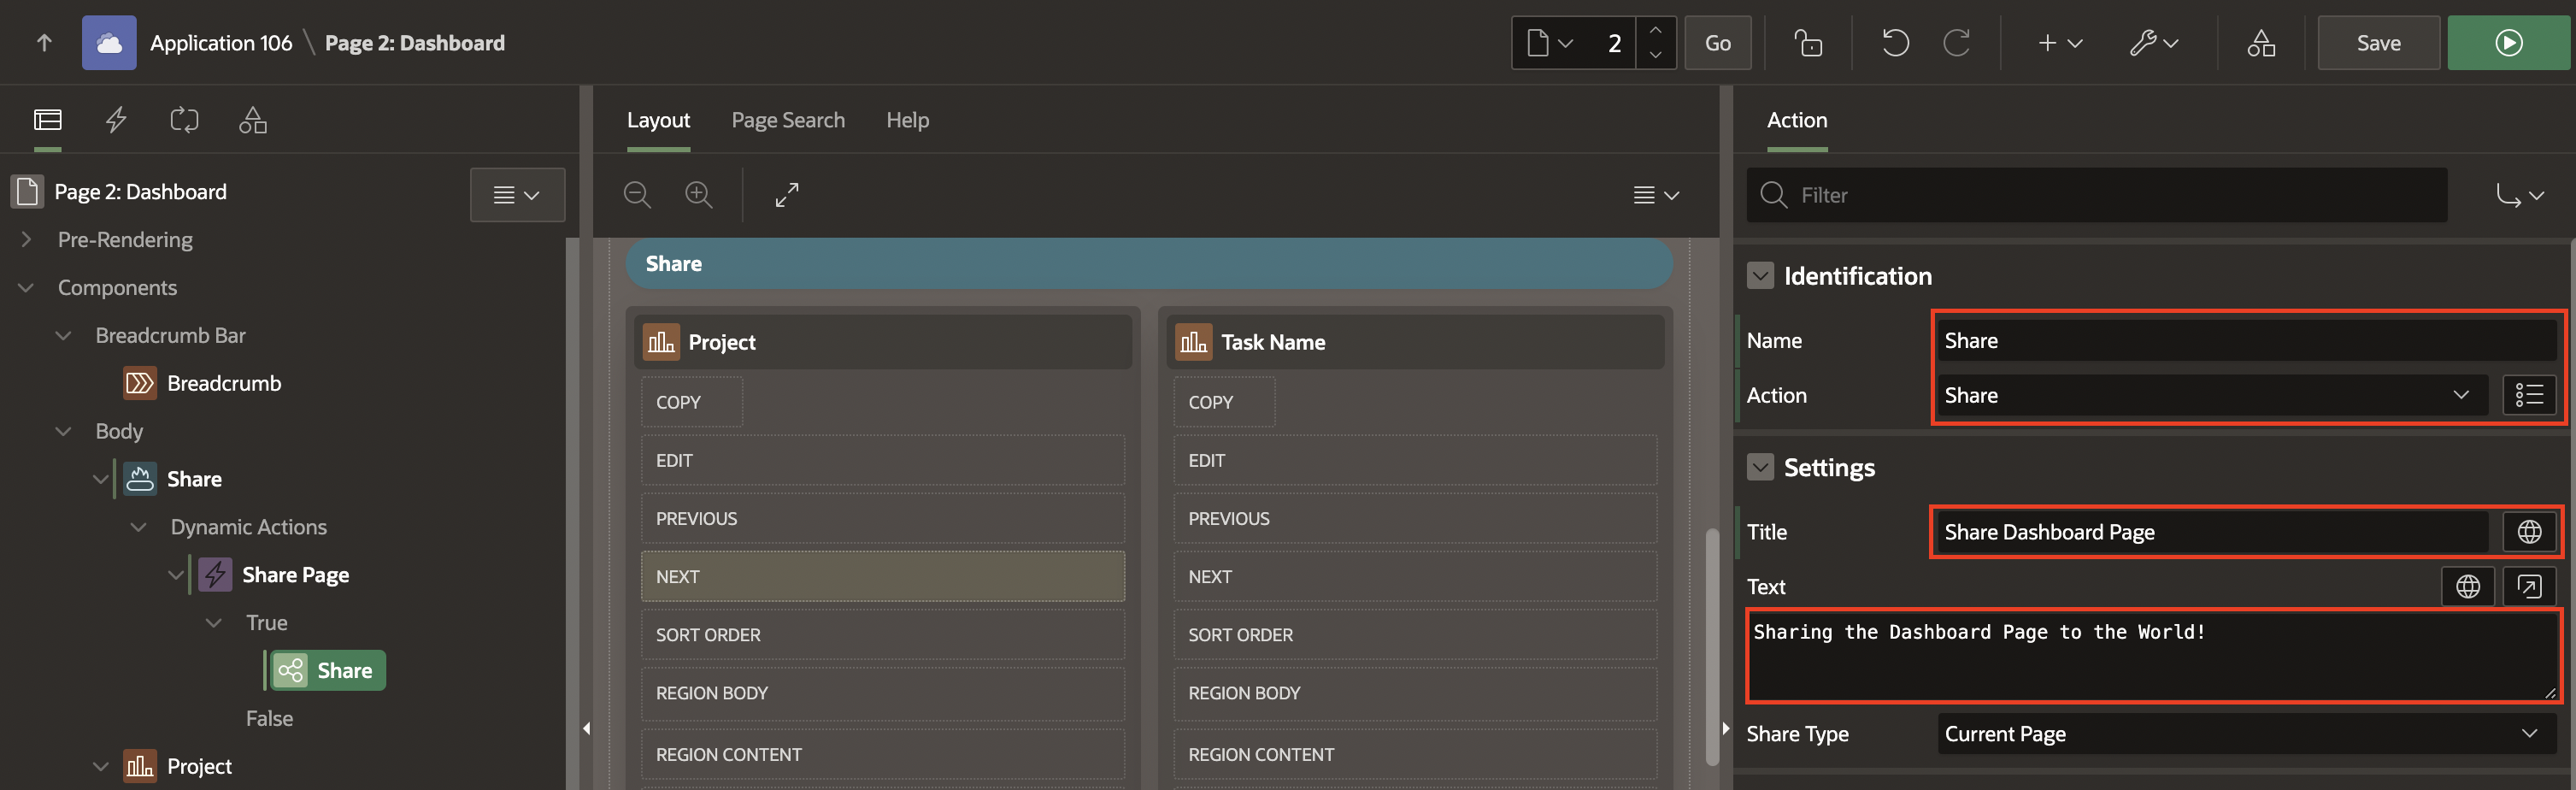 Application 106 \ Page 2: Dashboard
2
Go
Save
Page 2: Dashboard
Pre-Rendering
Components
Breadcrumb Bar
Breadcrumb
Body
Share
Dynamic Actions
Share Page
True
Share
False
Project
Layout
Page Search
Help
Share
Project
COPY
EDIT
PREVIOUS
NEXT
SORT ORDER
REGION BODY
REGION CONTENT
Task Name
COPY
EDIT
PREVIOUS
NEXT
SORT ORDER
REGION BODY
REGION CONTENT
Action
Filter
Identification
Name Share
Action Share
Settings
Title Share Dashboard Page
Text
Sharing the Dashboard Page to the World!
Share Type Current Page